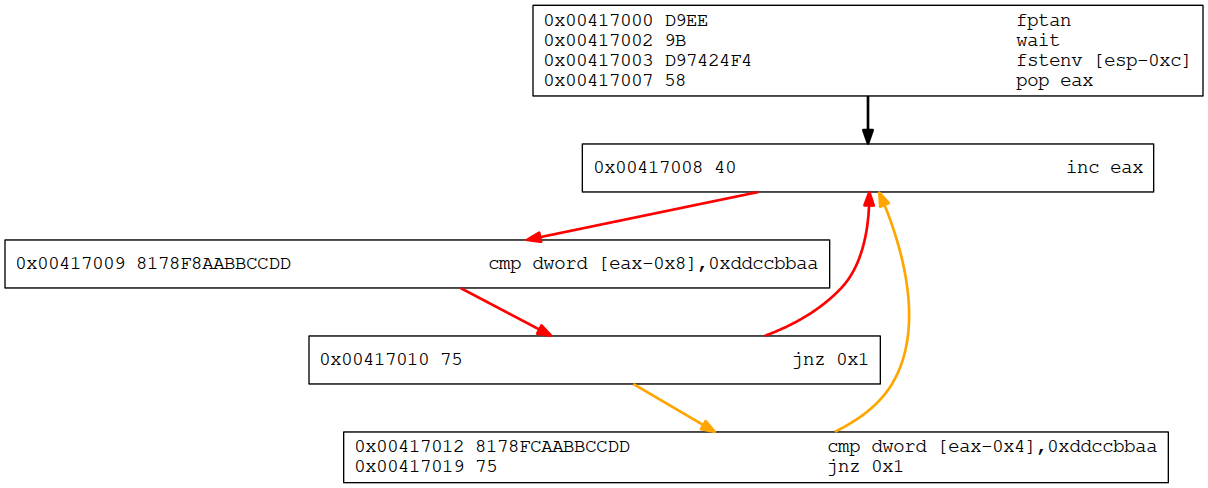 0x00417000 D9EE fptan
0x00417002 9B wait
0x00417003 D97424F4 fstenv [esp-0xc]
0x00417007 58 pop eax
0x00417008 40 inc eax
0x00417009 8178F8AABBCCDD cmp dword [eax-0x8],0xddccbbaa
0x00417010 75 jnz 0x1
0x00417012 8178FCAABBCCDD cmp dword [eax-0x4],0xddccbbaa
0x00417019 75 jnz 0x1